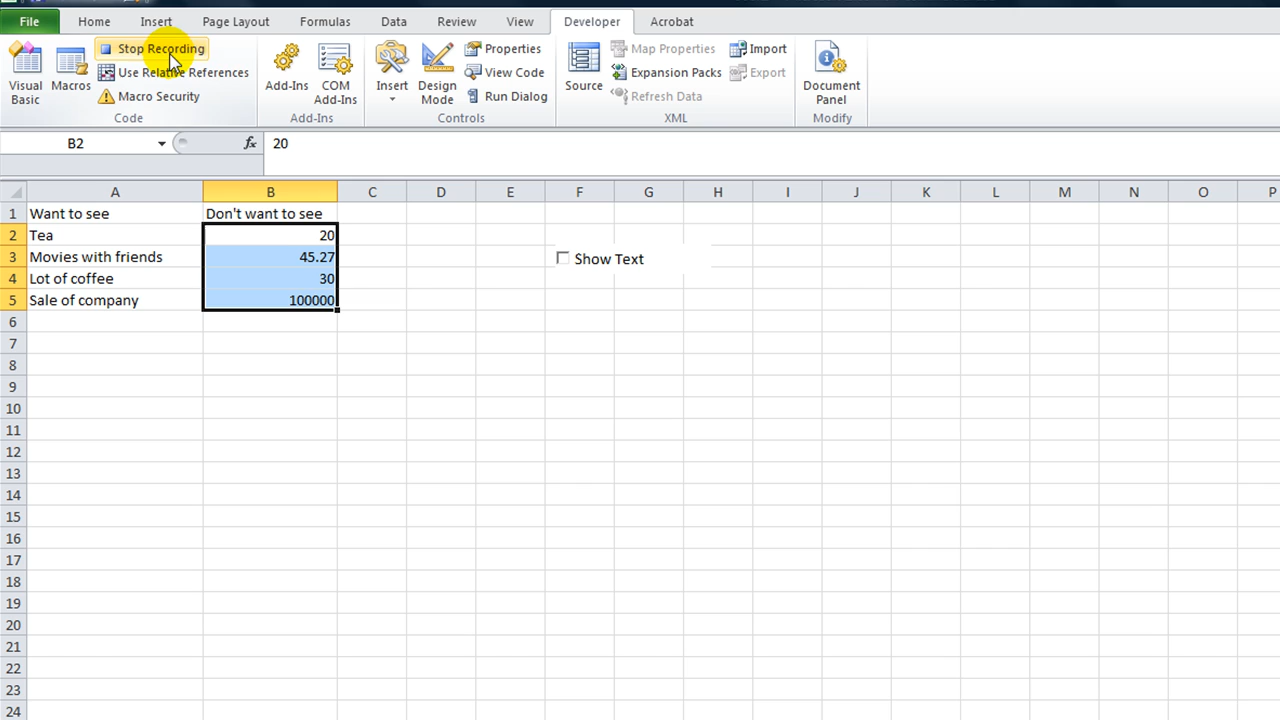 File Home Insert Page Layout Formulas Data Review View Developer Acrobat
Visual Basic
Macros
Stop Recording
Use Relative References
Macro Security
Code
Add-Ins
COM Add-Ins
Add-Ins
Insert
Design Mode
Properties
View Code
Run Dialog
Controls
Source
Map Properties
Expansion Packs
Refresh Data
Import
Export
XML
Document Panel
Modify
B2 fx 20
A B C D E F G H I J K L M N O P
1 Want to see Don't want to see
2 Tea 20
3 Movies with friends 45.27 Show Text
4 Lot of coffee 30
5 Sale of company 100000
6
7
8
9
10
11
12
13
14
15
16
17
18
19
20
21
22
23
24